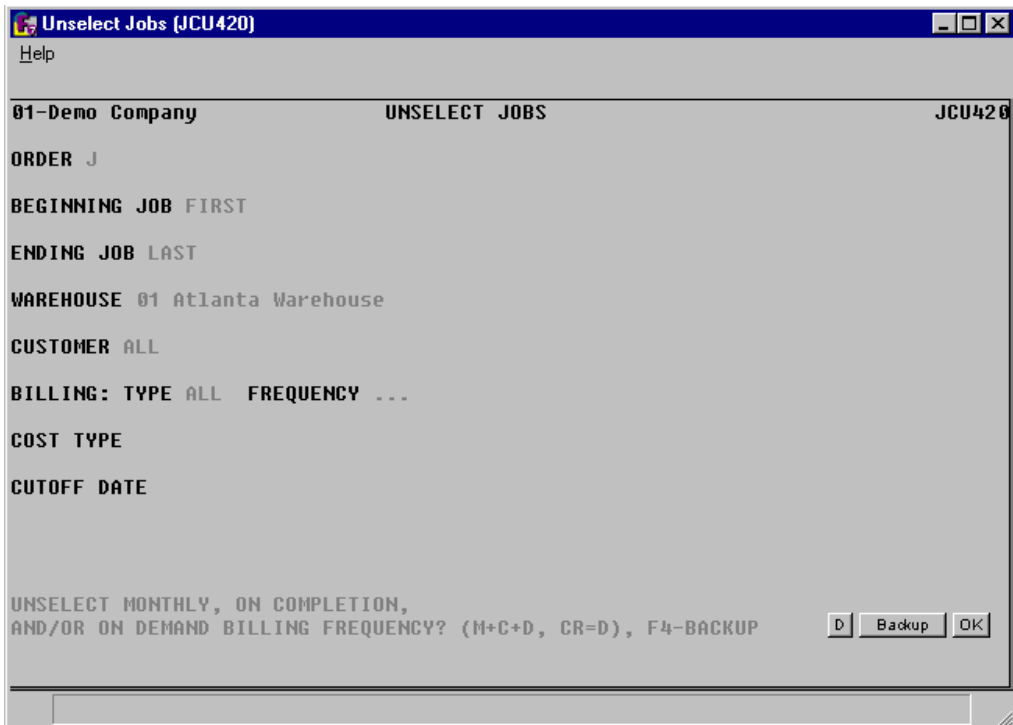 Unselect Jobs (JCU420)
Help
01-Demo Company UNSELECT JOBS JCU420
ORDER J
BEGINNING JOB FIRST
ENDING JOB LAST
WAREHOUSE 01 Atlanta Warehouse
CUSTOMER ALL
BILLING: TYPE ALL FREQUENCY ...
COST TYPE
CUTOFF DATE
UNSELECT MONTHLY, ON COMPLETION,
AND/OR ON DEMAND BILLING FREQUENCY? (M+C+D, CR=D), F4-BACKUP D Backup OK